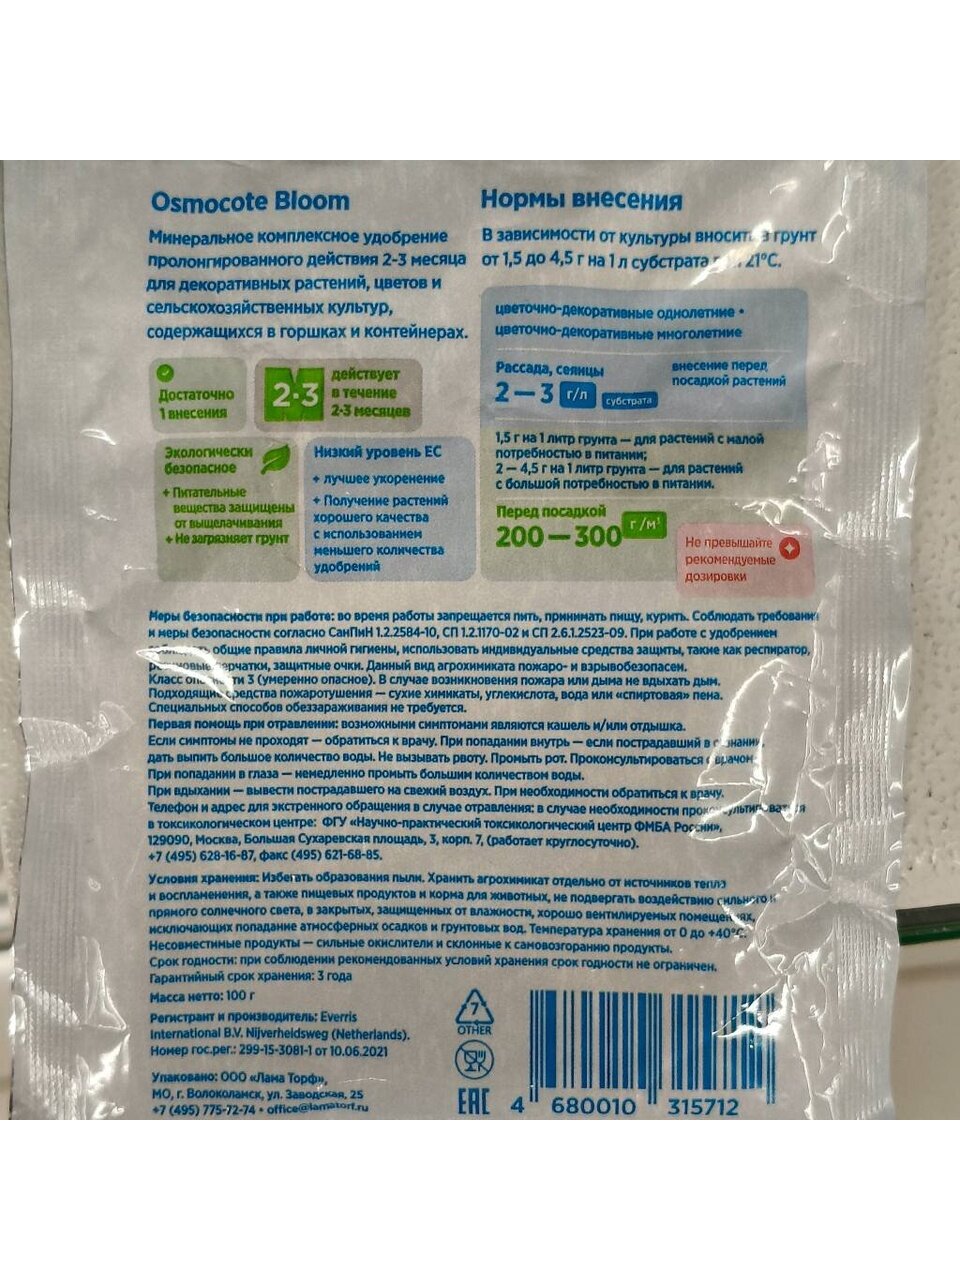 Osmocote Bloom
Минеральное комплексное удобрение
пролонгированного действия 2-3 месяца
для декоративных растений, цветов и
сельскохозяйственных культур,
содержащихся в горшках и контейнерах.
Достаточно
1 внесения
2-3
действует
в течение
2-3 месяцев
Экологически
безопасное
+ Питательные
вещества защищены
от выщелачивания
+ Не загрязняет грунт
Низкий уровень EC
+ лучшее укоренение
+ Получение растений
хорошего качества
с использованием
меньшего количества
удобрений
Нормы внесения
В зависимости от культуры вносить в грунт
от 1,5 до 4,5 г на 1 л субстрата 21°C.
цветочно-декоративные однолетние •
цветочно-декоративные многолетние
Рассада, сеянцы
2 — 3 г/л субстрата
внесение перед
посадкой растений
1,5 г на 1 литр грунта — для растений с малой
потребностью в питании;
2 — 4,5 г на 1 литр грунта — для растений
с большой потребностью в питании.
Перед посадкой
200 — 300 г/м³
Не превышайте
рекомендуемые
дозировки
Меры безопасности при работе: во время работы запрещается пить, принимать пищу, курить. Соблюдать требования
и меры безопасности согласно СанПиН 1.2.2584-10, СП 1.2.1170-02 и СП 2.6.1.2523-09. При работе с удобрением
соблюдать общие правила личной гигиены, использовать индивидуальные средства защиты, такие как респиратор,
резиновые перчатки, защитные очки. Данный вид агрохимиката пожаро- и взрывобезопасен.
Класс опасности 3 (умеренно опасное). В случае возникновения пожара или дыма не вдыхать дым.
Подходящие средства пожаротушения — сухие химикаты, углекислота, вода или «спиртовая» пена.
Специальных способов обеззараживания не требуется.
Первая помощь при отравлении: возможными симптомами являются кашель и/или отдышка.
Если симптомы не проходят — обратиться к врачу. При попадании внутрь — если пострадавший в сознании,
дать выпить большое количество воды. Не вызывать рвоту. Промыть рот. Проконсультироваться с врачом
При попадании в глаза — немедленно промыть большим количеством воды.
При вдыхании — вывести пострадавшего на свежий воздух. При необходимости обратиться к врачу.
Телефон и адрес для экстренного обращения в случае отравления: в случае необходимости проконсультироваться
в токсикологическом центре: ФГУ «Научно-практический токсикологический центр ФМБА России»,
129090, Москва, Большая Сухаревская площадь, 3, корп. 7, (работает круглосуточно).
+7 (495) 628-16-87, факс (495) 621-68-85.
Условия хранения: Избегать образования пыли. Хранить агрохимикат отдельно от источников тепла
и воспламенения, а также пищевых продуктов и корма для животных, не подвергать воздействию сильного и
прямого солнечного света, в закрытых, защищенных от влажности, хорошо вентилируемых помещениях,
исключающих попадание атмосферных осадков и грунтовых вод. Температура хранения от 0 до +40°C.
Несовместимые продукты — сильные окислители и склонные к самовозгоранию продукты.
Срок годности: при соблюдении рекомендованных условий хранения срок годности не ограничен.
Гарантийный срок хранения: 3 года
Масса нетто: 100 г
Регистрант и производитель: Everris
International B.V. Nijverheidsweg (Netherlands).
Номер гос.рег.: 299-15-3081-1 от 10.06.2021
Упаковано: ООО «Лама Торф»,
МО, г. Волоколамск, ул. Заводская, 25
+7 (495) 775-72-74 • office@lamatorf.ru
7
OTHER
EAC
4 680010 315712